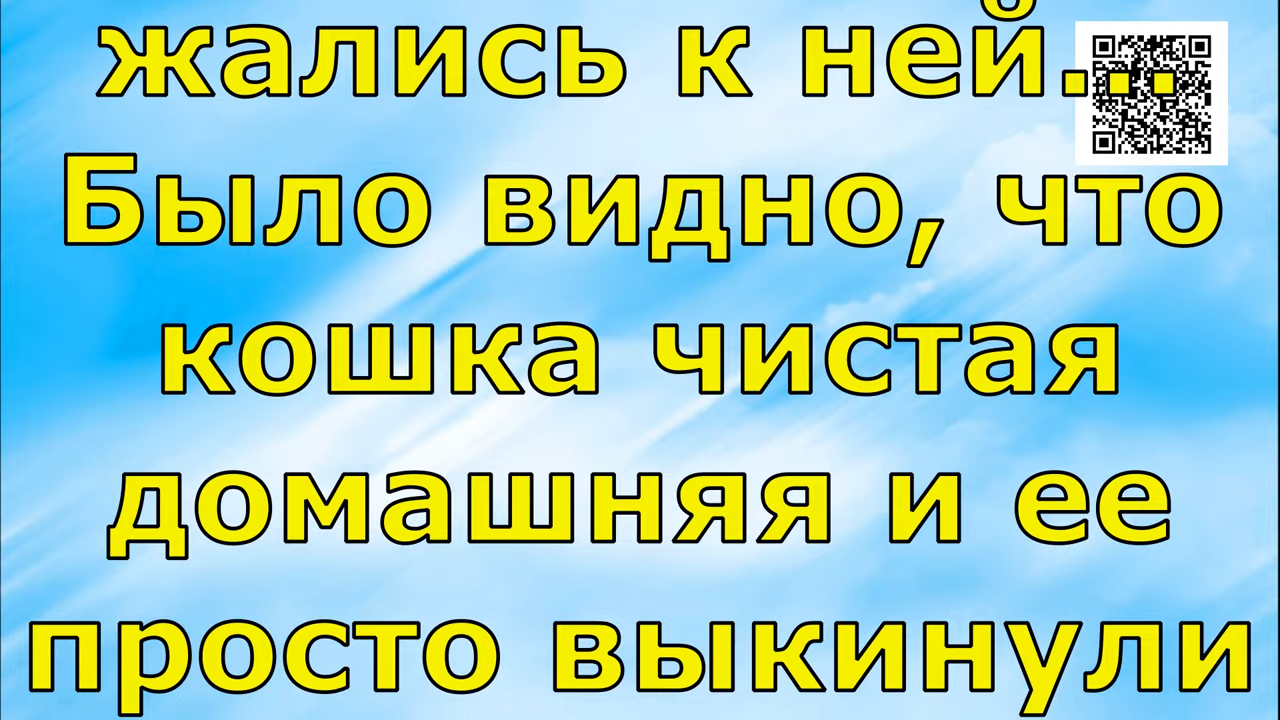 жались к ней...
Было видно, что
кошка чистая
домашняя и ее
просто выкинули